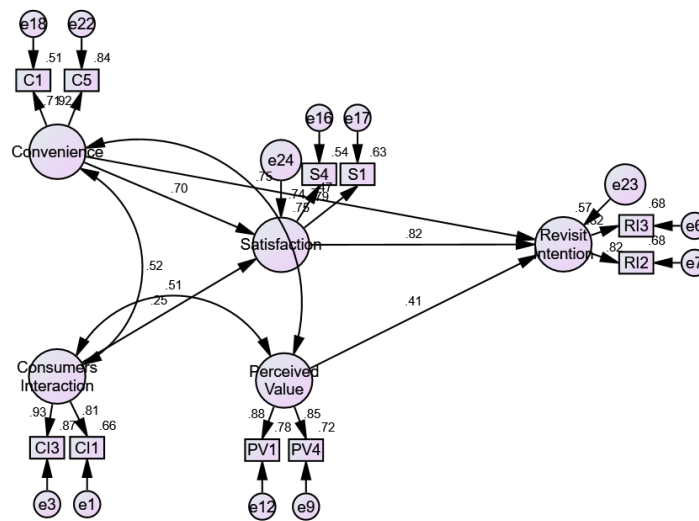 e18
e22
.51
.84
C1
C5
.71
.92
Convenience
e16
e17
e24
.54
.63
S4
S1
.75
.74
.79
.75
.70
Satisfaction
.82
e23
.57
.68
RI3
e6
.82
.68
RI2
e7
Revisit
Intention
.52
.51
.25
.41
Consumers
Interaction
Perceived
Value
.93
.81
.87
.66
CI3
CI1
e3
e1
.88
.85
.78
.72
PV1
PV4
e12
e9